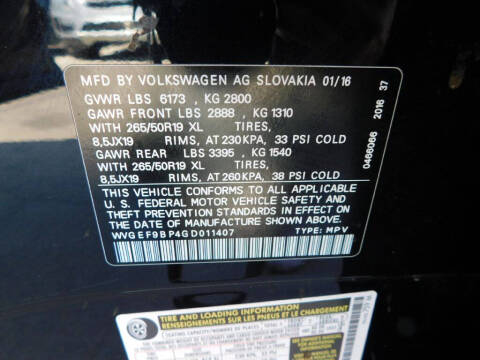 MFD BY VOLKSWAGEN AG SLOVAKIA 01/16
GVWR LBS 6173 , KG 2800
GAWR FRONT LBS 2888 , KG 1310
WITH 265/50R19 XL TIRES,
8,5JX19 RIMS, AT 230KPA, 33 PSI COLD
GAWR REAR LBS 3395 , KG 1540
WITH 265/50R19 XL TIRES,
8,5JX19 RIMS, AT 260KPA, 38 PSI COLD
THIS VEHICLE CONFORMS TO ALL APPLICABLE
U. S. FEDERAL MOTOR VEHICLE SAFETY AND
THEFT PREVENTION STANDARDS IN EFFECT ON
THE DATE OF MANUFACTURE SHOWN ABOVE.
WVGEF9BP4GD011407 TYPE: MPV
0466066 2016 37
TIRE AND LOADING INFORMATION
RENSEIGNEMENTS SUR LES PNEUS ET LE CHARGEMENT
SEATING CAPACITY